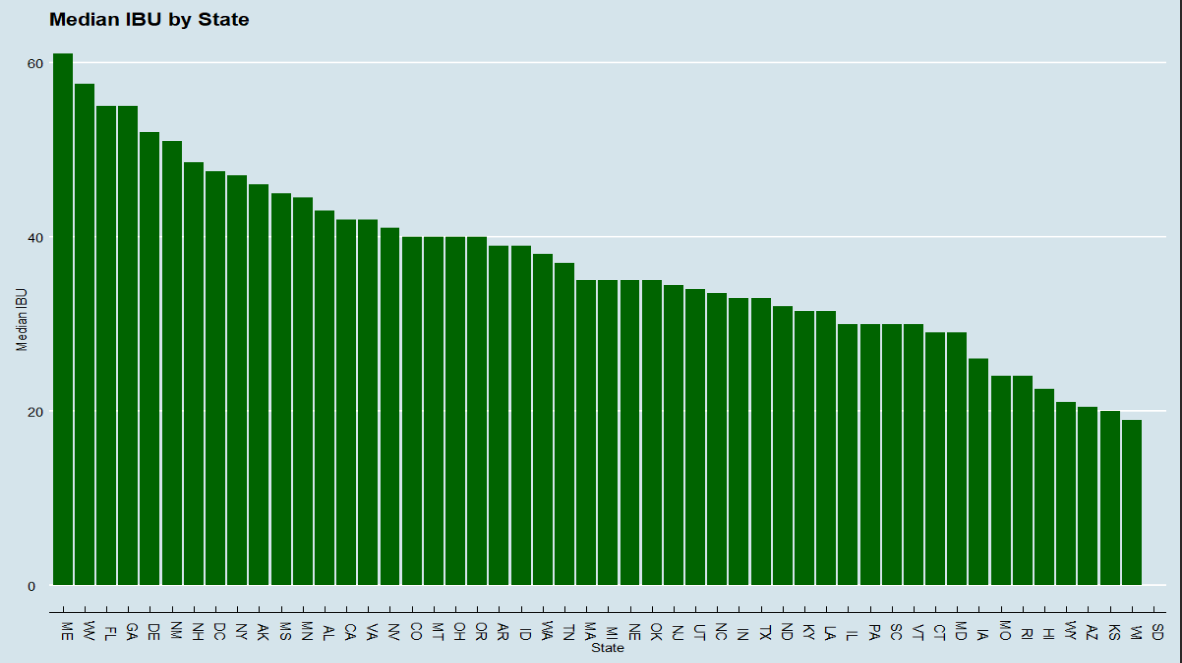 Median IBU by State
60
40
20
0
Median IBU
ME WV FL GA DE NM NH DC NY AK MS MN AL CA VA NV CO MT OH OR AR ID WA TN MA MI NE OK NJ UT NC IN TX ND KY LA IL PA SC VT CT MD IA MO RI HI WY AZ KS WI SD
State